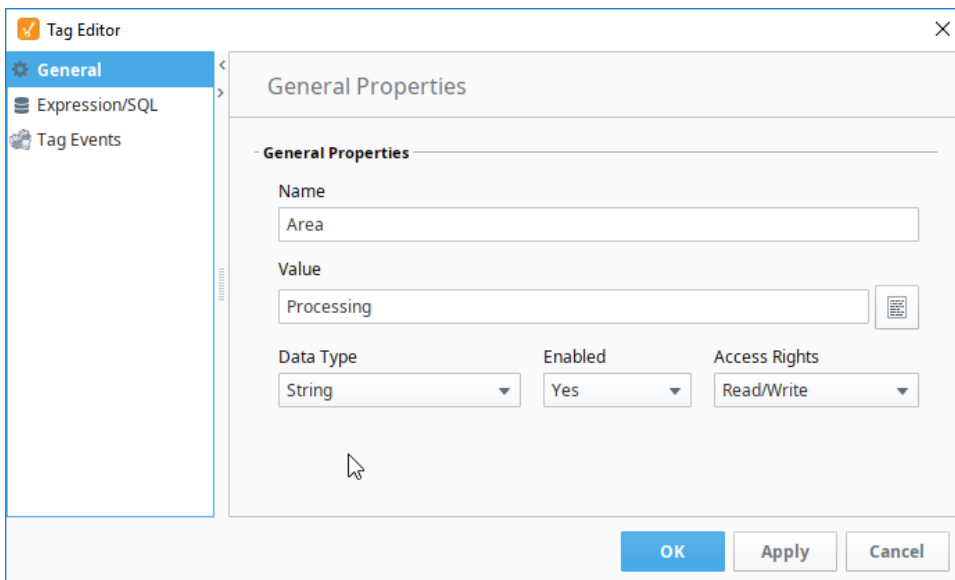 Tag Editor
General
Expression/SQL
Tag Events
General Properties
General Properties
Name
Area
Value
Processing
Data Type Enabled Access Rights
String Yes Read/Write
OK Apply Cancel